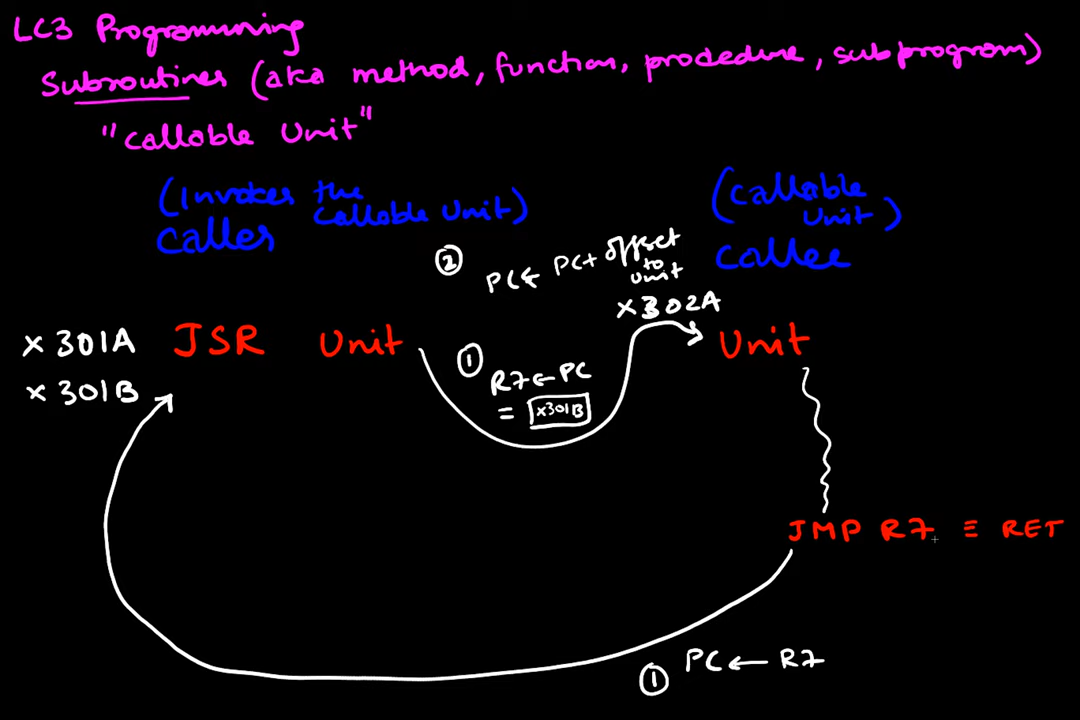 LC3 Programming
Subroutines (aka method, function, procedure, subprogram)
"Callable Unit"
(Invokes the Callable Unit)
Caller
(Callable Unit)
Callee
② PC← PC+ offset to Unit
x302A
x301A JSR Unit
Unit
x301B
① R7←PC
= x301B
JMP R7 ≡ RET
① PC ← R7